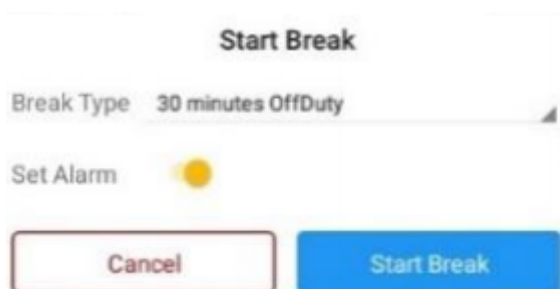 Start Break
Break Type 30 minutes OffDuty
Set Alarm
Cancel Start Break